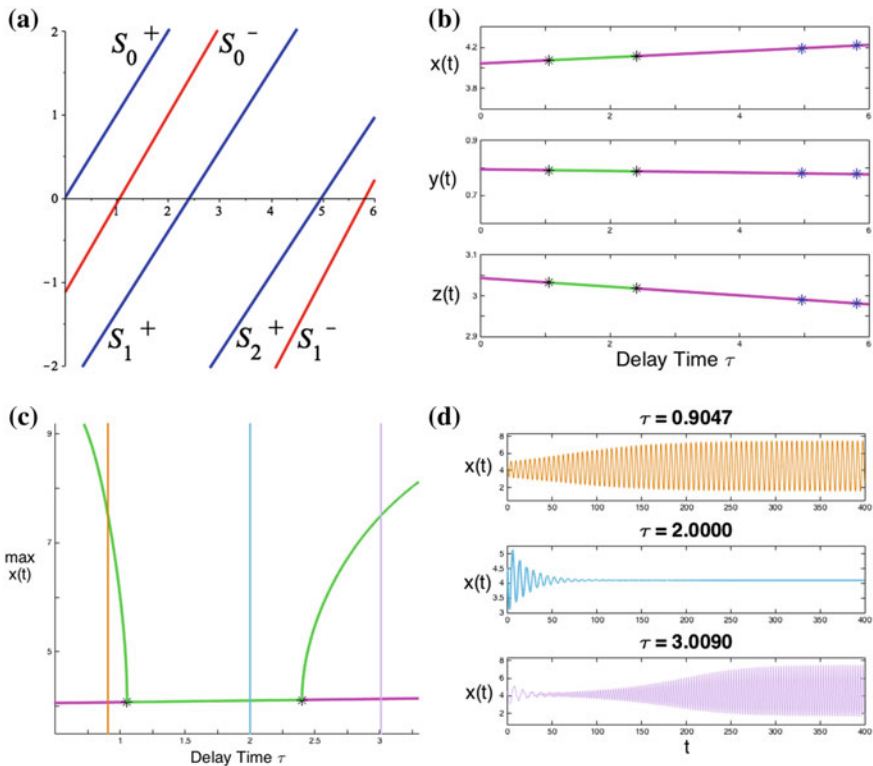 (a)
2
1
0
−1
−2
1 2 3 4 5 6
S₀⁺
S₀⁻
S₁⁺
S₂⁺
S₁⁻
(b)
x(t)
4.2
3.8
0 2 4 6
y(t)
0.9
0.7
0 2 4 6
z(t)
3.1
3
2.9
0 2 4 6
Delay Time τ
(c)
max
x(t)
9
7
5
1 1.5 2 2.5 3
Delay Time τ
(d)
τ = 0.9047
x(t)
8
6
4
2
0 50 100 150 200 250 300 350 400
τ = 2.0000
x(t)
5
4.5
4
3.5
3
0 50 100 150 200 250 300 350 400
τ = 3.0090
x(t)
8
6
4
2
0 50 100 150 200 250 300 350 400
t